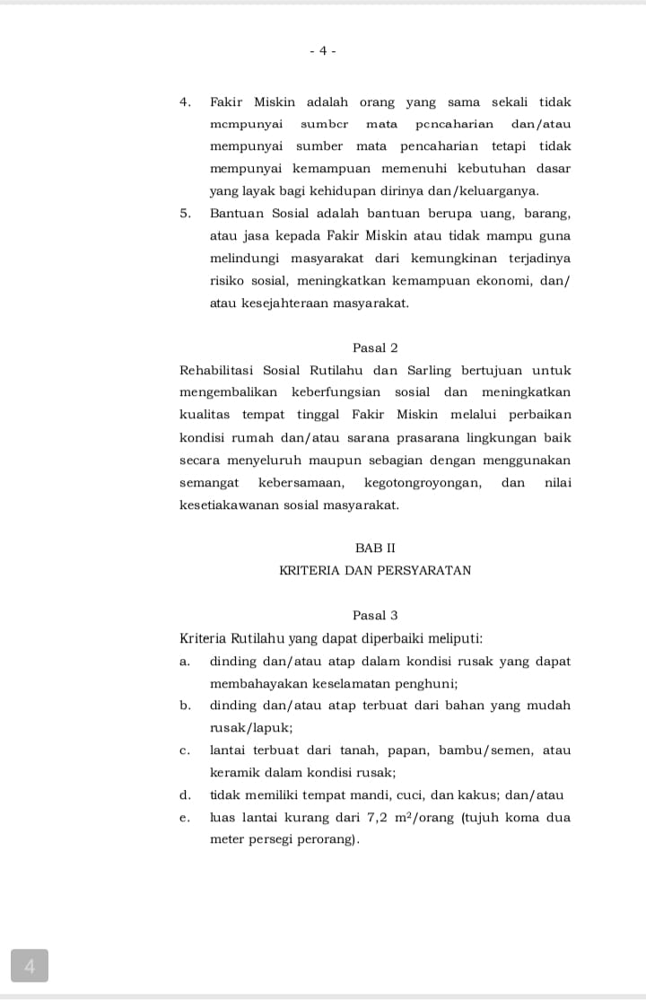 - 4 -
4. Fakir Miskin adalah orang yang sama sekali tidak
mempunyai sumber mata pencaharian dan/atau
mempunyai sumber mata pencaharian tetapi tidak
mempunyai kemampuan memenuhi kebutuhan dasar
yang layak bagi kehidupan dirinya dan/keluarganya.
5. Bantuan Sosial adalah bantuan berupa uang, barang,
atau jasa kepada Fakir Miskin atau tidak mampu guna
melindungi masyarakat dari kemungkinan terjadinya
risiko sosial, meningkatkan kemampuan ekonomi, dan/
atau kesejahteraan masyarakat.
Pasal 2
Rehabilitasi Sosial Rutilahu dan Sarling bertujuan untuk
mengembalikan keberfungsian sosial dan meningkatkan
kualitas tempat tinggal Fakir Miskin melalui perbaikan
kondisi rumah dan/atau sarana prasarana lingkungan baik
secara menyeluruh maupun sebagian dengan menggunakan
semangat kebersamaan, kegotongroyongan, dan nilai
kesetiakawanan sosial masyarakat.
BAB II
KRITERIA DAN PERSYARATAN
Pasal 3
Kriteria Rutilahu yang dapat diperbaiki meliputi:
a. dinding dan/atau atap dalam kondisi rusak yang dapat
membahayakan keselamatan penghuni;
b. dinding dan/atau atap terbuat dari bahan yang mudah
rusak/lapuk;
c. lantai terbuat dari tanah, papan, bambu/semen, atau
keramik dalam kondisi rusak;
d. tidak memiliki tempat mandi, cuci, dan kakus; dan/atau
e. luas lantai kurang dari 7,2 m²/orang (tujuh koma dua
meter persegi perorang).
4